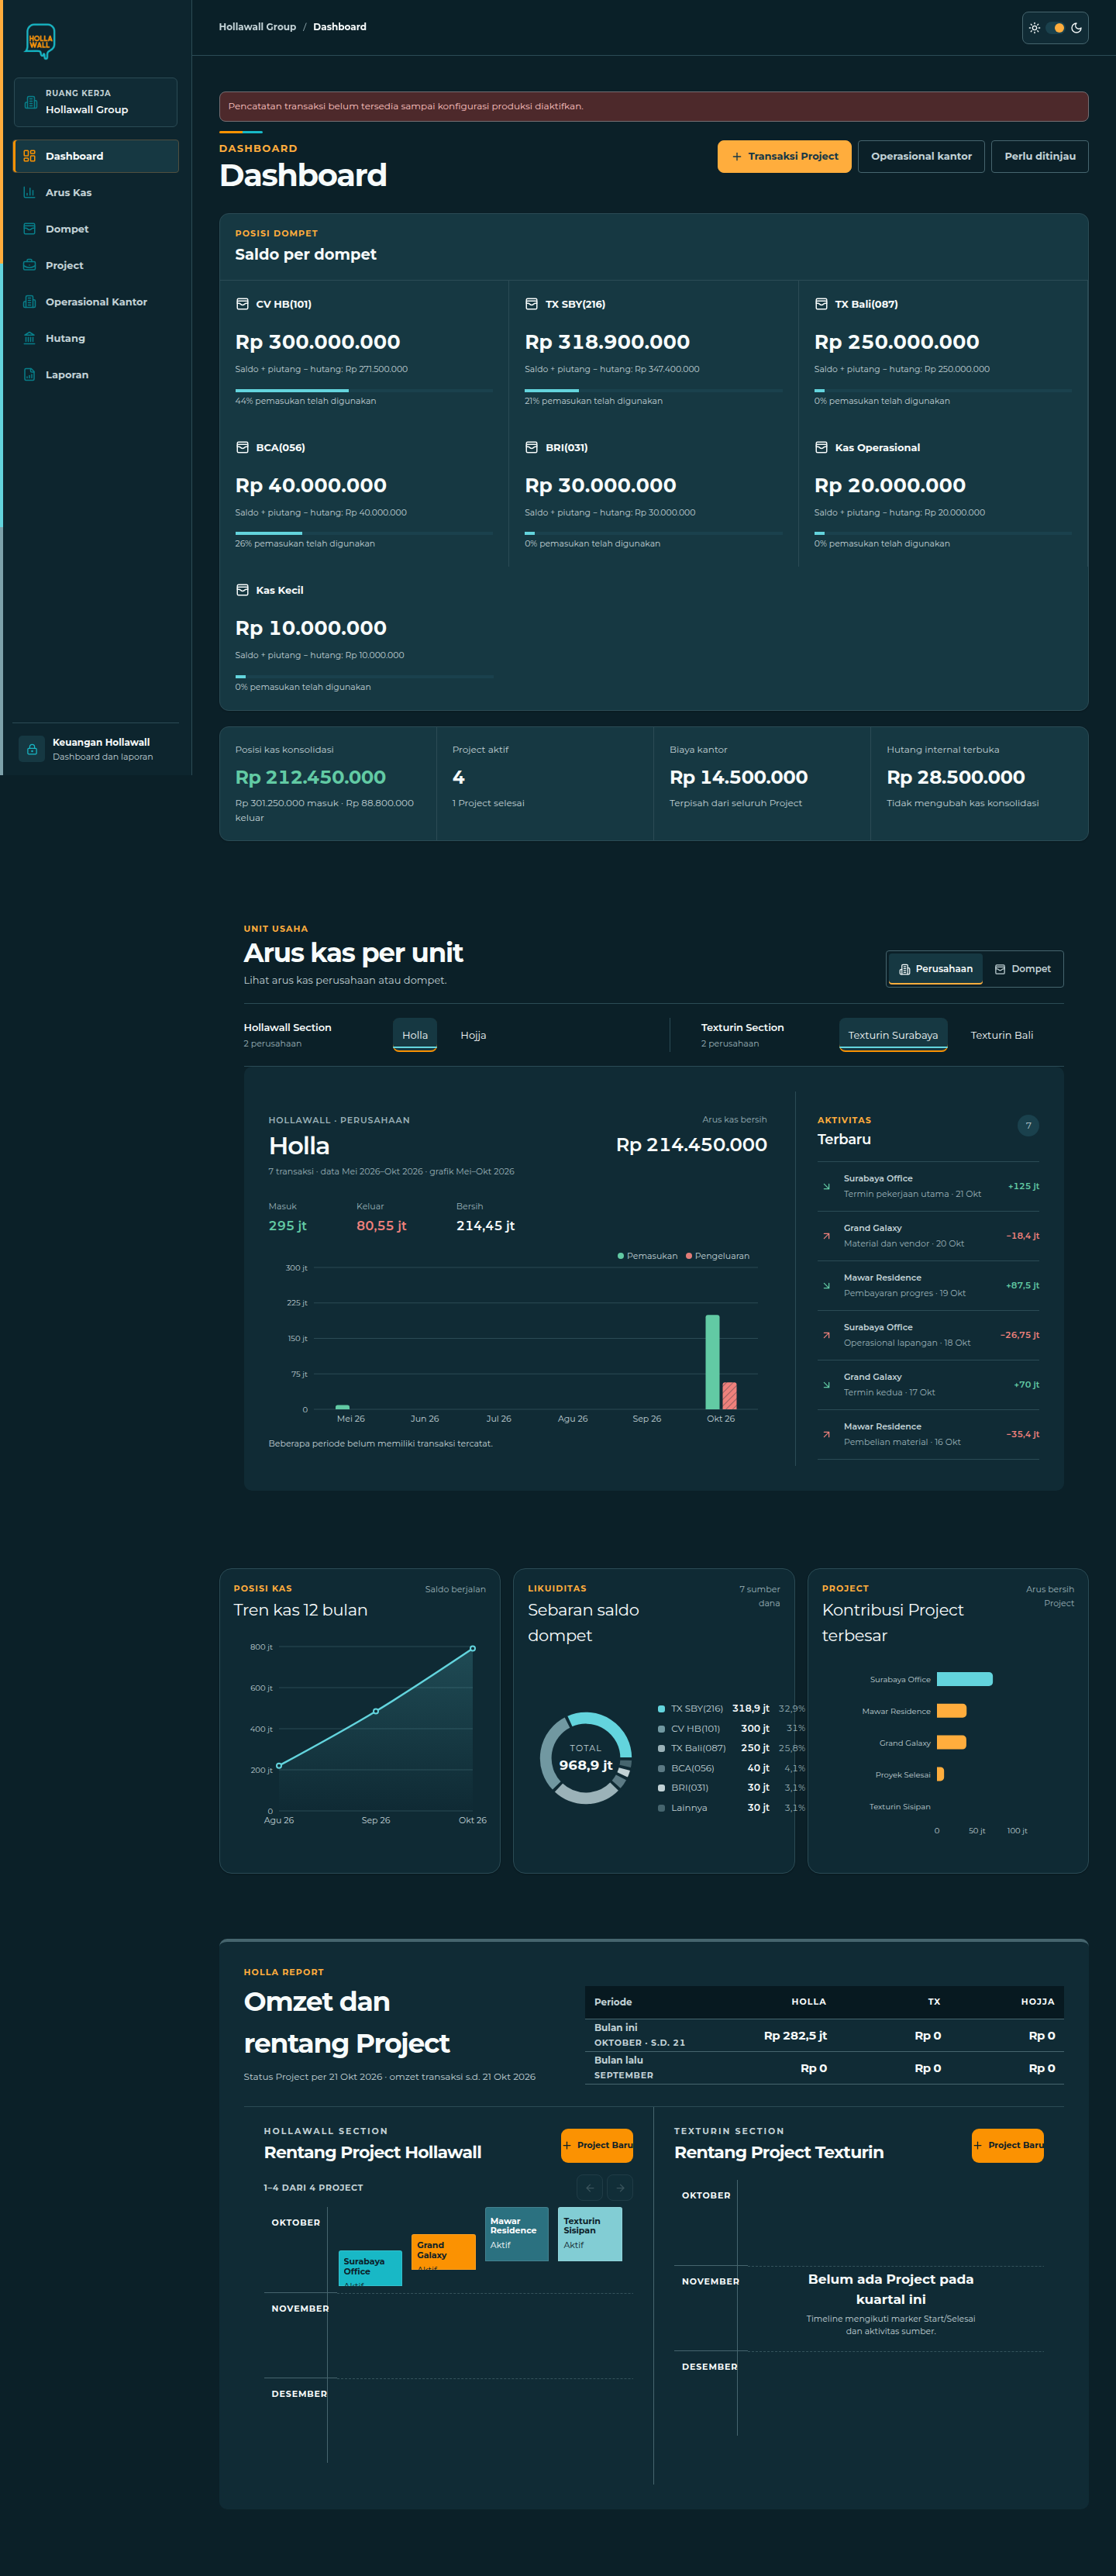 HOLLA
WALL
RUANG KERJA
Hollawall Group
Dashboard
Arus Kas
Dompet
Project
Operasional Kantor
Hutang
Laporan
Keuangan Hollawall
Dashboard dan laporan
Hollawall Group / Dashboard
Pencatatan transaksi belum tersedia sampai konfigurasi produksi diaktifkan.
DASHBOARD
Dashboard
+ Transaksi Project
Operasional kantor
Perlu ditinjau
POSISI DOMPET
Saldo per dompet
CV HB(101)
Rp 300.000.000
Saldo + piutang − hutang: Rp 271.500.000
44% pemasukan telah digunakan
TX SBY(216)
Rp 318.900.000
Saldo + piutang − hutang: Rp 347.400.000
21% pemasukan telah digunakan
TX Bali(087)
Rp 250.000.000
Saldo + piutang − hutang: Rp 250.000.000
0% pemasukan telah digunakan
BCA(056)
Rp 40.000.000
Saldo + piutang − hutang: Rp 40.000.000
26% pemasukan telah digunakan
BRI(031)
Rp 30.000.000
Saldo + piutang − hutang: Rp 30.000.000
0% pemasukan telah digunakan
Kas Operasional
Rp 20.000.000
Saldo + piutang − hutang: Rp 20.000.000
0% pemasukan telah digunakan
Kas Kecil
Rp 10.000.000
Saldo + piutang − hutang: Rp 10.000.000
0% pemasukan telah digunakan
Posisi kas konsolidasi
Rp 212.450.000
Rp 301.250.000 masuk · Rp 88.800.000
keluar
Project aktif
4
1 Project selesai
Biaya kantor
Rp 14.500.000
Terpisah dari seluruh Project
Hutang internal terbuka
Rp 28.500.000
Tidak mengubah kas konsolidasi
UNIT USAHA
Arus kas per unit
Lihat arus kas perusahaan atau dompet.
Perusahaan
Dompet
Hollawall Section
2 perusahaan
Holla
Hojja
Texturin Section
2 perusahaan
Texturin Surabaya
Texturin Bali
HOLLAWALL · PERUSAHAAN
Holla
7 transaksi · data Mei 2026–Okt 2026 · grafik Mei–Okt 2026
Arus kas bersih
Rp 214.450.000
Masuk
295 jt
Keluar
80,55 jt
Bersih
214,45 jt
Pemasukan
Pengeluaran
300 jt
225 jt
150 jt
75 jt
0
Mei 26
Jun 26
Jul 26
Agu 26
Sep 26
Okt 26
Beberapa periode belum memiliki transaksi tercatat.
AKTIVITAS
Terbaru
7
Surabaya Office
Termin pekerjaan utama · 21 Okt
+125 jt
Grand Galaxy
Material dan vendor · 20 Okt
−18,4 jt
Mawar Residence
Pembayaran progres · 19 Okt
+87,5 jt
Surabaya Office
Operasional lapangan · 18 Okt
−26,75 jt
Grand Galaxy
Termin kedua · 17 Okt
+70 jt
Mawar Residence
Pembelian material · 16 Okt
−35,4 jt
POSISI KAS
Tren kas 12 bulan
Saldo berjalan
800 jt
600 jt
400 jt
200 jt
0
Agu 26
Sep 26
Okt 26
LIKUIDITAS
Sebaran saldo
dompet
7 sumber
dana
TOTAL
968,9 jt
TX SBY(216) 318,9 jt 32,9%
CV HB(101) 300 jt 31%
TX Bali(087) 250 jt 25,8%
BCA(056) 40 jt 4,1%
BRI(031) 30 jt 3,1%
Lainnya 30 jt 3,1%
PROJECT
Kontribusi Project
terbesar
Arus bersih
Project
Surabaya Office
Mawar Residence
Grand Galaxy
Proyek Selesai
Texturin Sisipan
0
50 jt
100 jt
HOLLA REPORT
Omzet dan
rentang Project
Status Project per 21 Okt 2026 · omzet transaksi s.d. 21 Okt 2026
Periode HOLLA TX HOJJA
Bulan ini
OKTOBER · S.D. 21
Rp 282,5 jt Rp 0 Rp 0
Bulan lalu
SEPTEMBER
Rp 0 Rp 0 Rp 0
HOLLAWALL SECTION
Rentang Project Hollawall
+ Project Baru
1–4 DARI 4 PROJECT
OKTOBER
Surabaya
Office
Aktif
Grand
Galaxy
Aktif
Mawar
Residence
Aktif
Texturin
Sisipan
Aktif
NOVEMBER
DESEMBER
TEXTURIN SECTION
Rentang Project Texturin
+ Project Baru
OKTOBER
NOVEMBER
Belum ada Project pada
kuartal ini
Timeline mengikuti marker Start/Selesai
dan aktivitas sumber.
DESEMBER